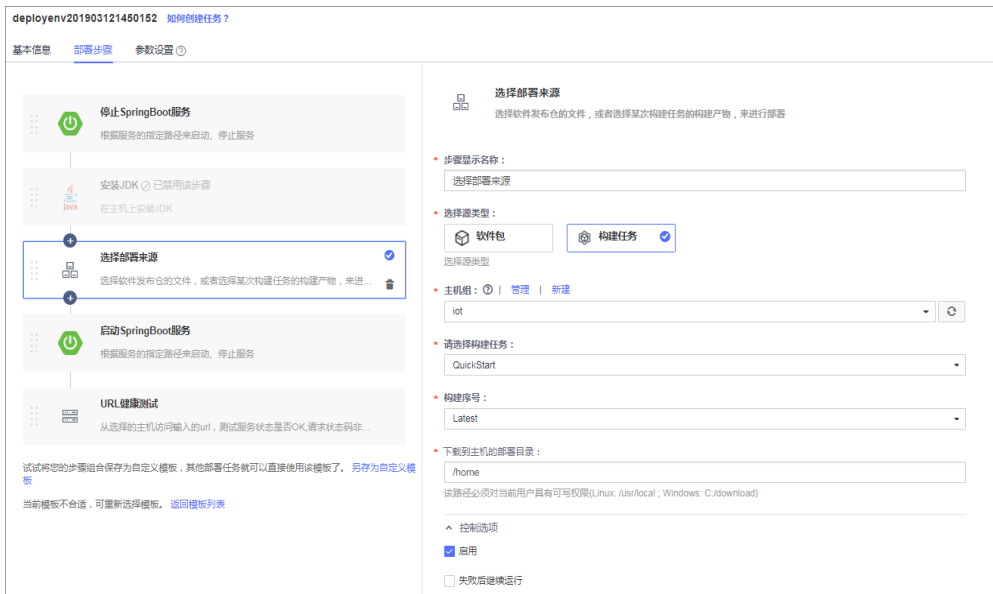 deployenv201903121450152 如何创建任务？
基本信息 部署步骤 参数设置
停止SpringBoot服务
根据服务的指定路径来启动、停止服务
安装JDK 已禁用该步骤
在主机上安装JDK
选择部署来源
选择软件发布仓的文件，或者选择某次构建任务的构建产物，来进...
启动SpringBoot服务
根据服务的指定路径来启动、停止服务
URL健康测试
从选择的主机访问输入的url，测试服务状态是否OK,请求状态码非...
试试将您的步骤组合保存为自定义模板，其他部署任务就可以直接使用该模板了。 另存为自定义模
板
当前模板不合适，可重新选择模板。 返回模板列表
选择部署来源
选择软件发布仓的文件，或者选择某次构建任务的构建产物，来进行部署
* 步骤显示名称：
选择部署来源
* 选择源类型：
软件包 构建任务
选择源类型
* 主机组： | 管理 | 新建
iot
* 请选择构建任务：
QuickStart
* 构建序号：
Latest
* 下载到主机的部署目录：
/home
该路径必须对当前用户具有可写权限(Linux: /usr/local ; Windows: C:/download)
控制选项
启用
失败后继续运行
Java